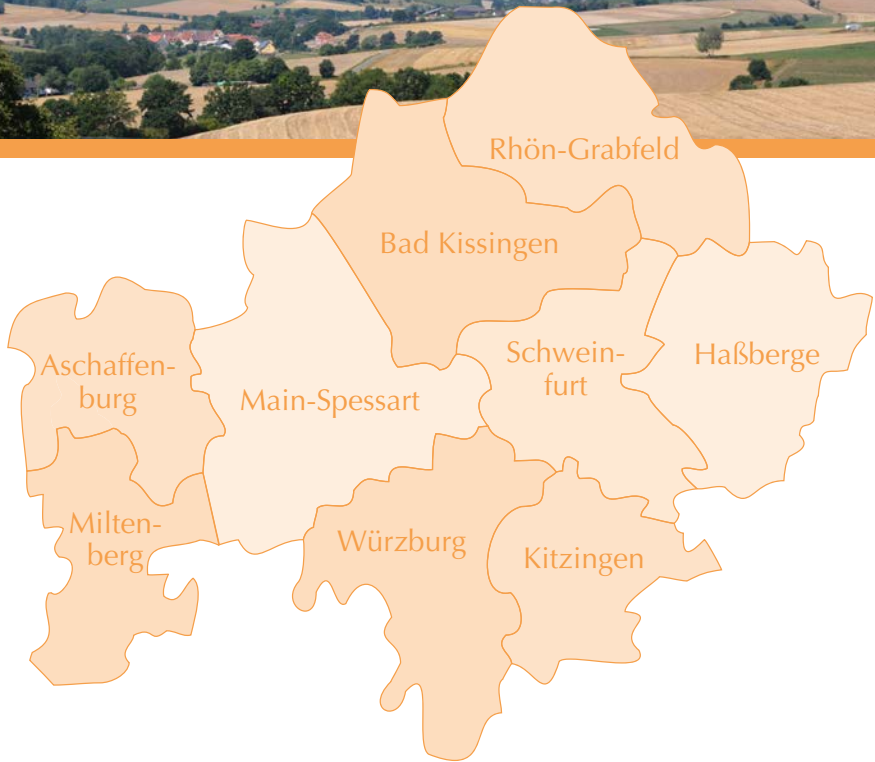 Rhön-Grabfeld
Bad Kissingen
Schwein-
furt
Haßberge
Aschaffen-
burg
Main-Spessart
Milten-
berg
Würzburg
Kitzingen